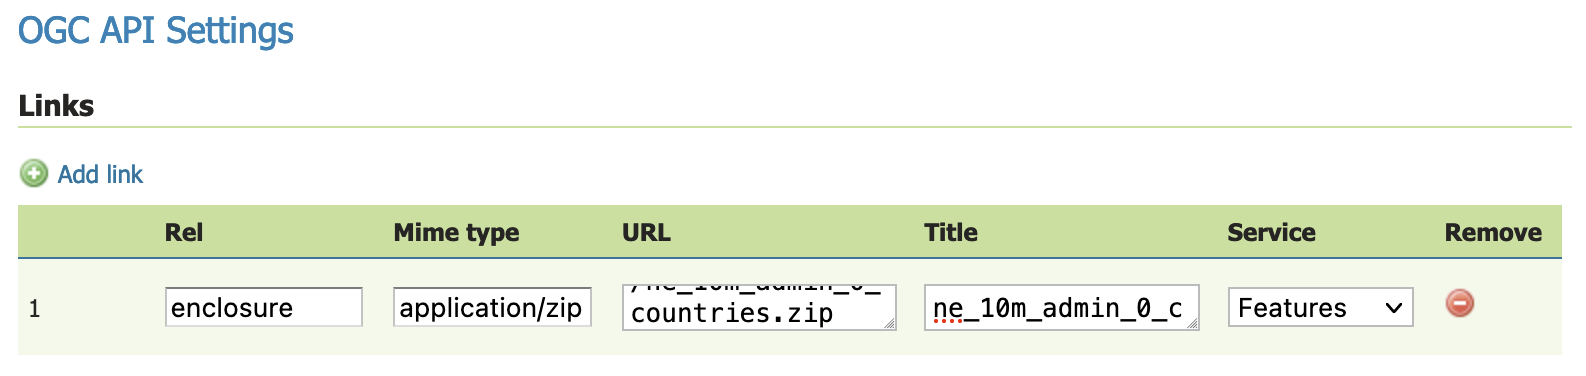 OGC API Settings
Links
Add link
Rel Mime type URL Title Service Remove
1 enclosure application/zip /ne_10m_admin_0_ ne_10m_admin_0_c Features
countries.zip